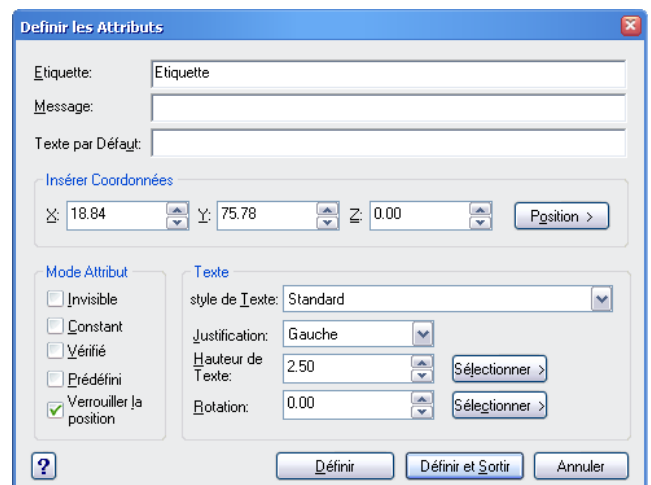 Definir les Attributs
Etiquette: Etiquette
Message:
Texte par Défaut:
Insérer Coordonnées
X: 18.84 Y: 75.78 Z: 0.00 Position >
Mode Attribut
Invisible
Constant
Vérifié
Prédéfini
Verrouiller la
position
Texte
style de Texte: Standard
Justification: Gauche
Hauteur de
Texte: 2.50 Sélectionner >
Rotation: 0.00 Sélectionner >
? Définir Définir et Sortir Annuler